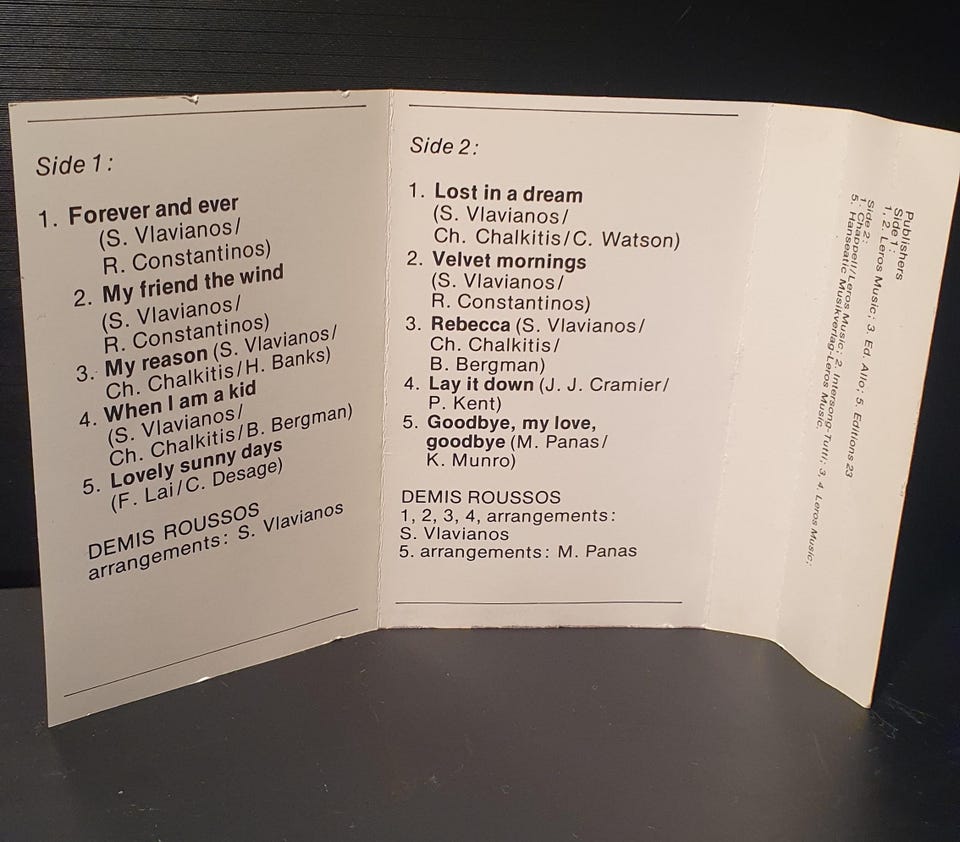 Side 1:
1. Forever and ever
(S. Vlavianos/
R. Constantinos)
2. My friend the wind
(S. Vlavianos/
R. Constantinos)
3. My reason (S. Vlavianos/
Ch. Chalkitis/H. Banks)
4. When I am a kid
(S. Vlavianos/
Ch. Chalkitis/B. Bergman)
5. Lovely sunny days
(F. Lai/C. Desage)
DEMIS ROUSSOS
arrangements: S. Vlavianos
Side 2:
1. Lost in a dream
(S. Vlavianos/
Ch. Chalkitis/C. Watson)
2. Velvet mornings
(S. Vlavianos/
R. Constantinos)
3. Rebecca (S. Vlavianos/
Ch. Chalkitis/
B. Bergman)
4. Lay it down (J. J. Cramier/
P. Kent)
5. Goodbye, my love,
goodbye (M. Panas/
K. Munro)
DEMIS ROUSSOS
1, 2, 3, 4, arrangements:
S. Vlavianos
5. arrangements: M. Panas
Publishers
Side 1:
1, 2. Leros Music; 3. Ed. Allo; 5. Editions 23
Side 2:
1. Chappell/Leros Music; 2. Intersong-Tutti; 3, 4. Leros Music;
5. Hanseatic Musikverlag-Leros Music.